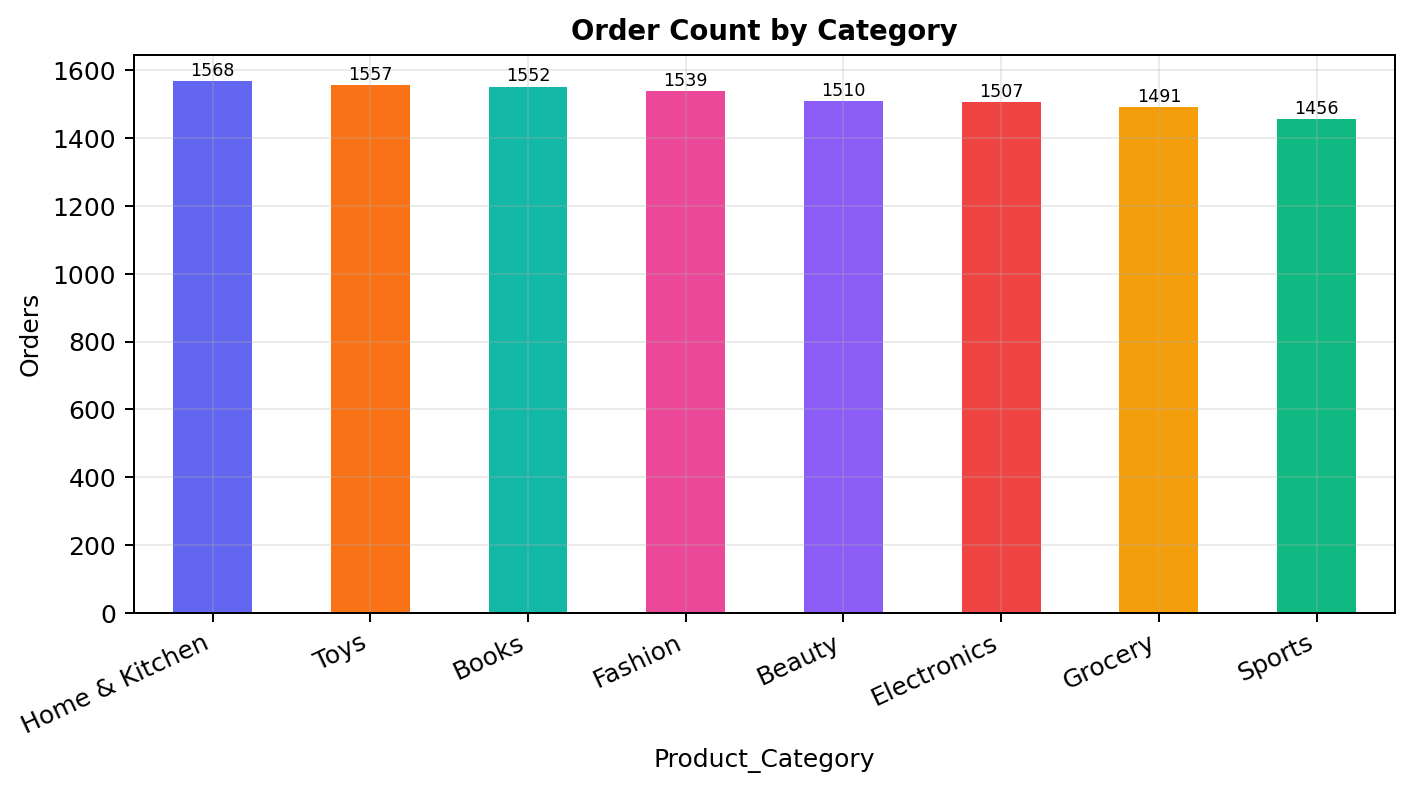 Order Count by Category
1600
1400
1200
1000
800
600
400
200
0
Orders
1568
1557
1552
1539
1510
1507
1491
1456
Home & Kitchen
Toys
Books
Fashion
Beauty
Electronics
Grocery
Sports
Product_Category